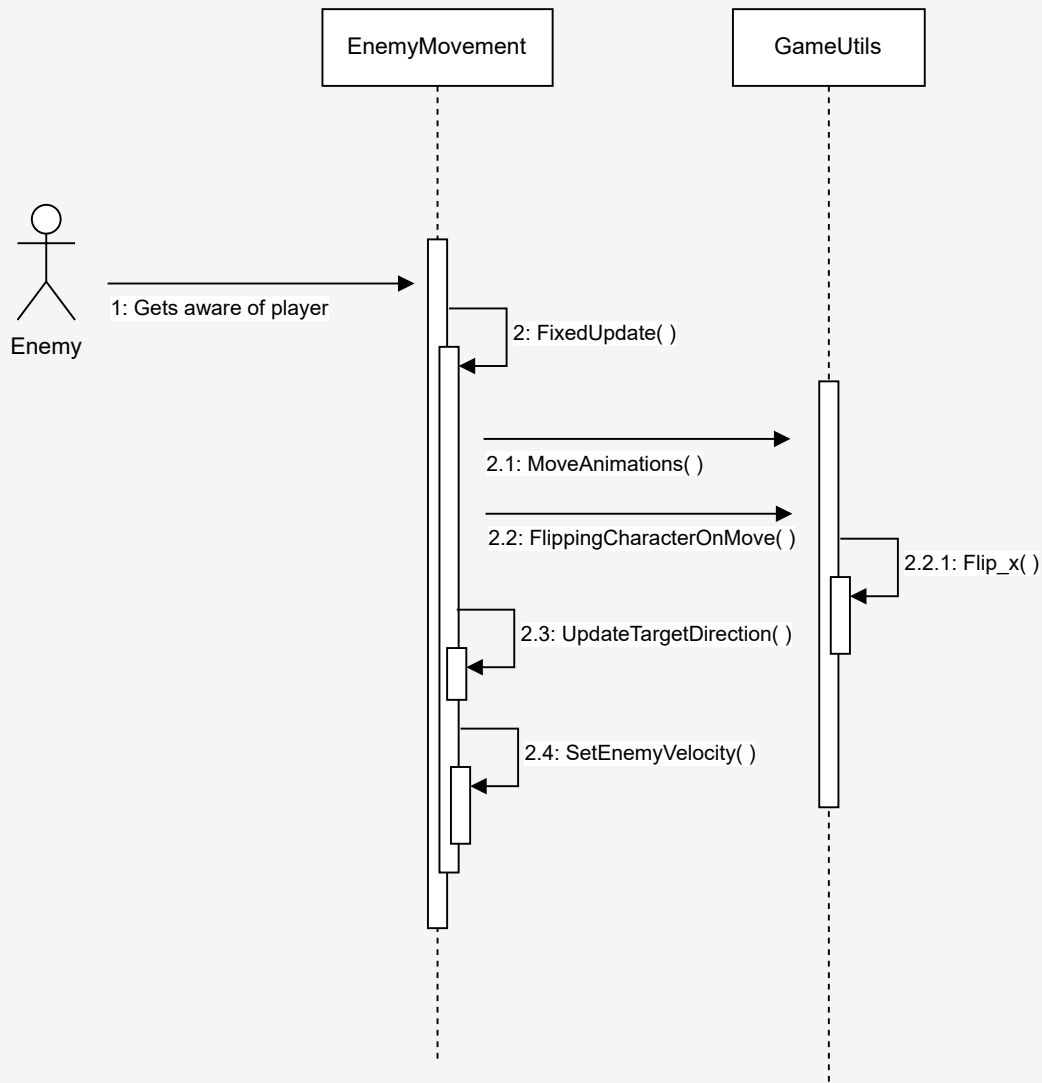 EnemyMovement
GameUtils
Enemy
1: Gets aware of player
2: FixedUpdate( )
2.1: MoveAnimations( )
2.2: FlippingCharacterOnMove( )
2.2.1: Flip_x( )
2.3: UpdateTargetDirection( )
2.4: SetEnemyVelocity( )